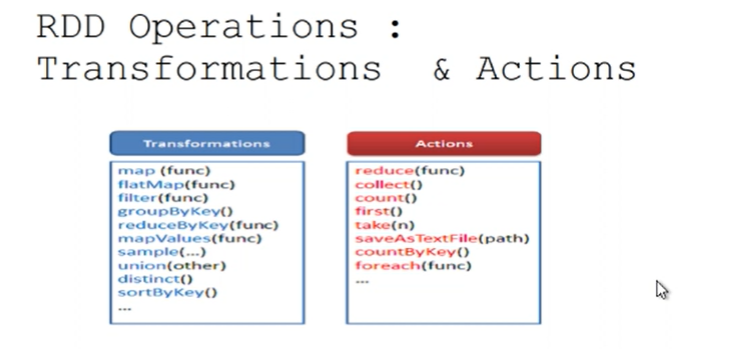 RDD Operations :
Transformations & Actions
Transformations
map (func)
flatMap(func)
filter(func)
groupByKey()
reduceByKey(func)
mapValues(func)
sample(...)
union(other)
distinct()
sortByKey()
...
Actions
reduce(func)
collect()
count()
first()
take(n)
saveAsTextFile(path)
countByKey()
foreach(func)
...